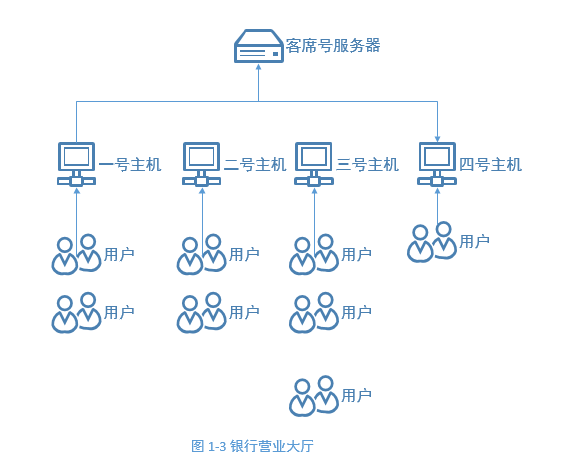 客席号服务器
一号主机 二号主机 三号主机 四号主机
用户 用户 用户 用户
用户 用户 用户
用户
图 1-3 银行营业大厅